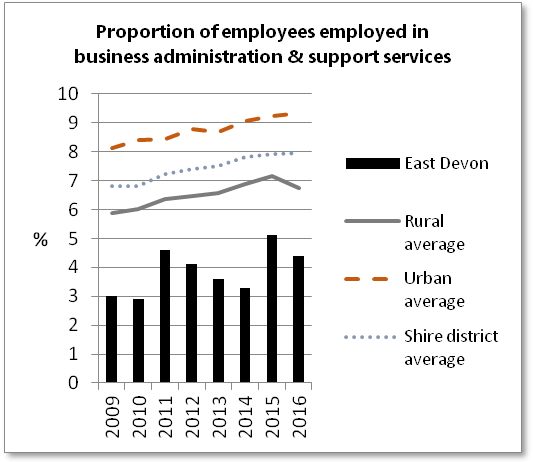 Proportion of employees employed in
business administration & support services
10
9
8
7
6
5
4
3
2
1
0
%
2009
2010
2011
2012
2013
2014
2015
2016
East Devon
Rural
average
Urban
average
Shire district
average